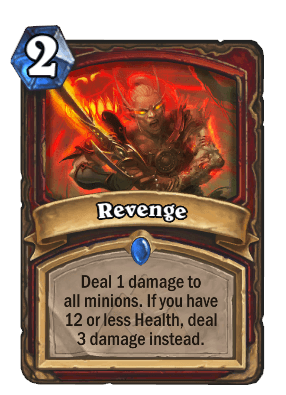 2
Revenge
Deal 1 damage to
all minions. If you have
12 or less Health, deal
3 damage instead.